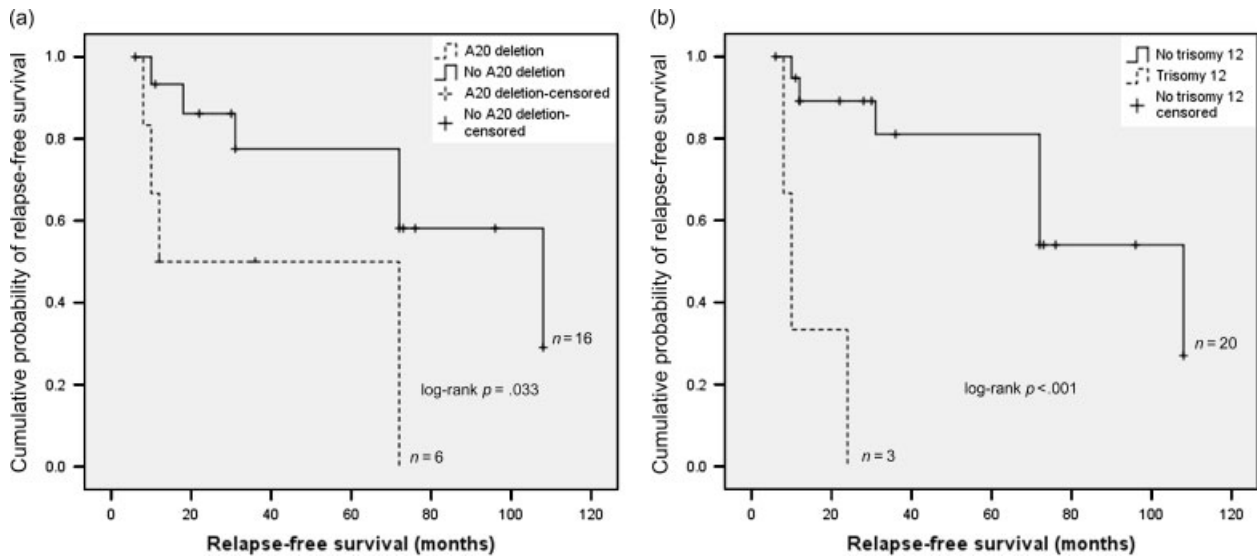 (a)
Cumulative probability of relapse-free survival
1.0
0.8
0.6
0.4
0.2
0.0
A20 deletion
No A20 deletion
A20 deletion-censored
No A20 deletion-
censored
n = 16
log-rank p = .033
n = 6
0 20 40 60 80 100 120
Relapse-free survival (months)
(b)
Cumulative probability of relapse-free survival
1.0
0.8
0.6
0.4
0.2
0.0
No trisomy 12
Trisomy 12
No trisomy 12
censored
n = 20
log-rank p <.001
n = 3
0 20 40 60 80 100 120
Relapse-free survival (months)